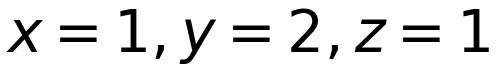 x = 1, y = 2, z = 1